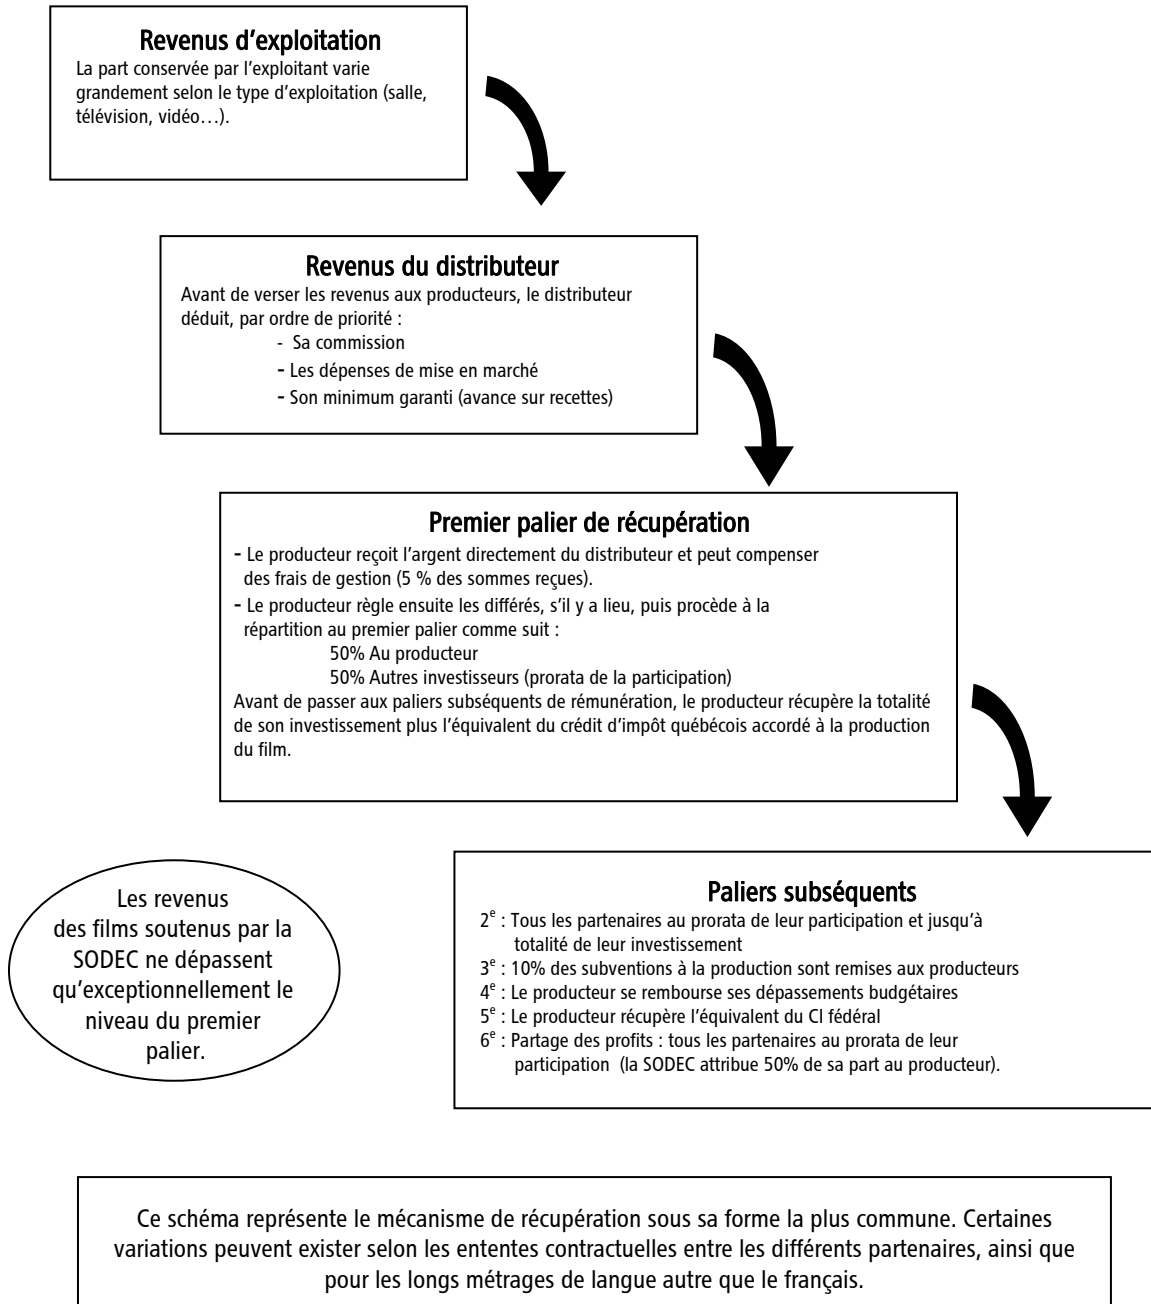 Revenus d'exploitation
La part conservée par l'exploitant varie
grandement selon le type d'exploitation (salle,
télévision, vidéo…).
Revenus du distributeur
Avant de verser les revenus aux producteurs, le distributeur
déduit, par ordre de priorité :
- Sa commission
- Les dépenses de mise en marché
- Son minimum garanti (avance sur recettes)
Premier palier de récupération
- Le producteur reçoit l'argent directement du distributeur et peut compenser
des frais de gestion (5 % des sommes reçues).
- Le producteur règle ensuite les différés, s'il y a lieu, puis procède à la
répartition au premier palier comme suit :
50% Au producteur
50% Autres investisseurs (prorata de la participation)
Avant de passer aux paliers subséquents de rémunération, le producteur récupère la totalité
de son investissement plus l'équivalent du crédit d'impôt québécois accordé à la production
du film.
Les revenus
des films soutenus par la
SODEC ne dépassent
qu'exceptionnellement le
niveau du premier
palier.
Paliers subséquents
2e : Tous les partenaires au prorata de leur participation et jusqu'à
totalité de leur investissement
3e : 10% des subventions à la production sont remises aux producteurs
4e : Le producteur se rembourse ses dépassements budgétaires
5e : Le producteur récupère l'équivalent du CI fédéral
6e : Partage des profits : tous les partenaires au prorata de leur
participation (la SODEC attribue 50% de sa part au producteur).
Ce schéma représente le mécanisme de récupération sous sa forme la plus commune. Certaines
variations peuvent exister selon les ententes contractuelles entre les différents partenaires, ainsi que
pour les longs métrages de langue autre que le français.